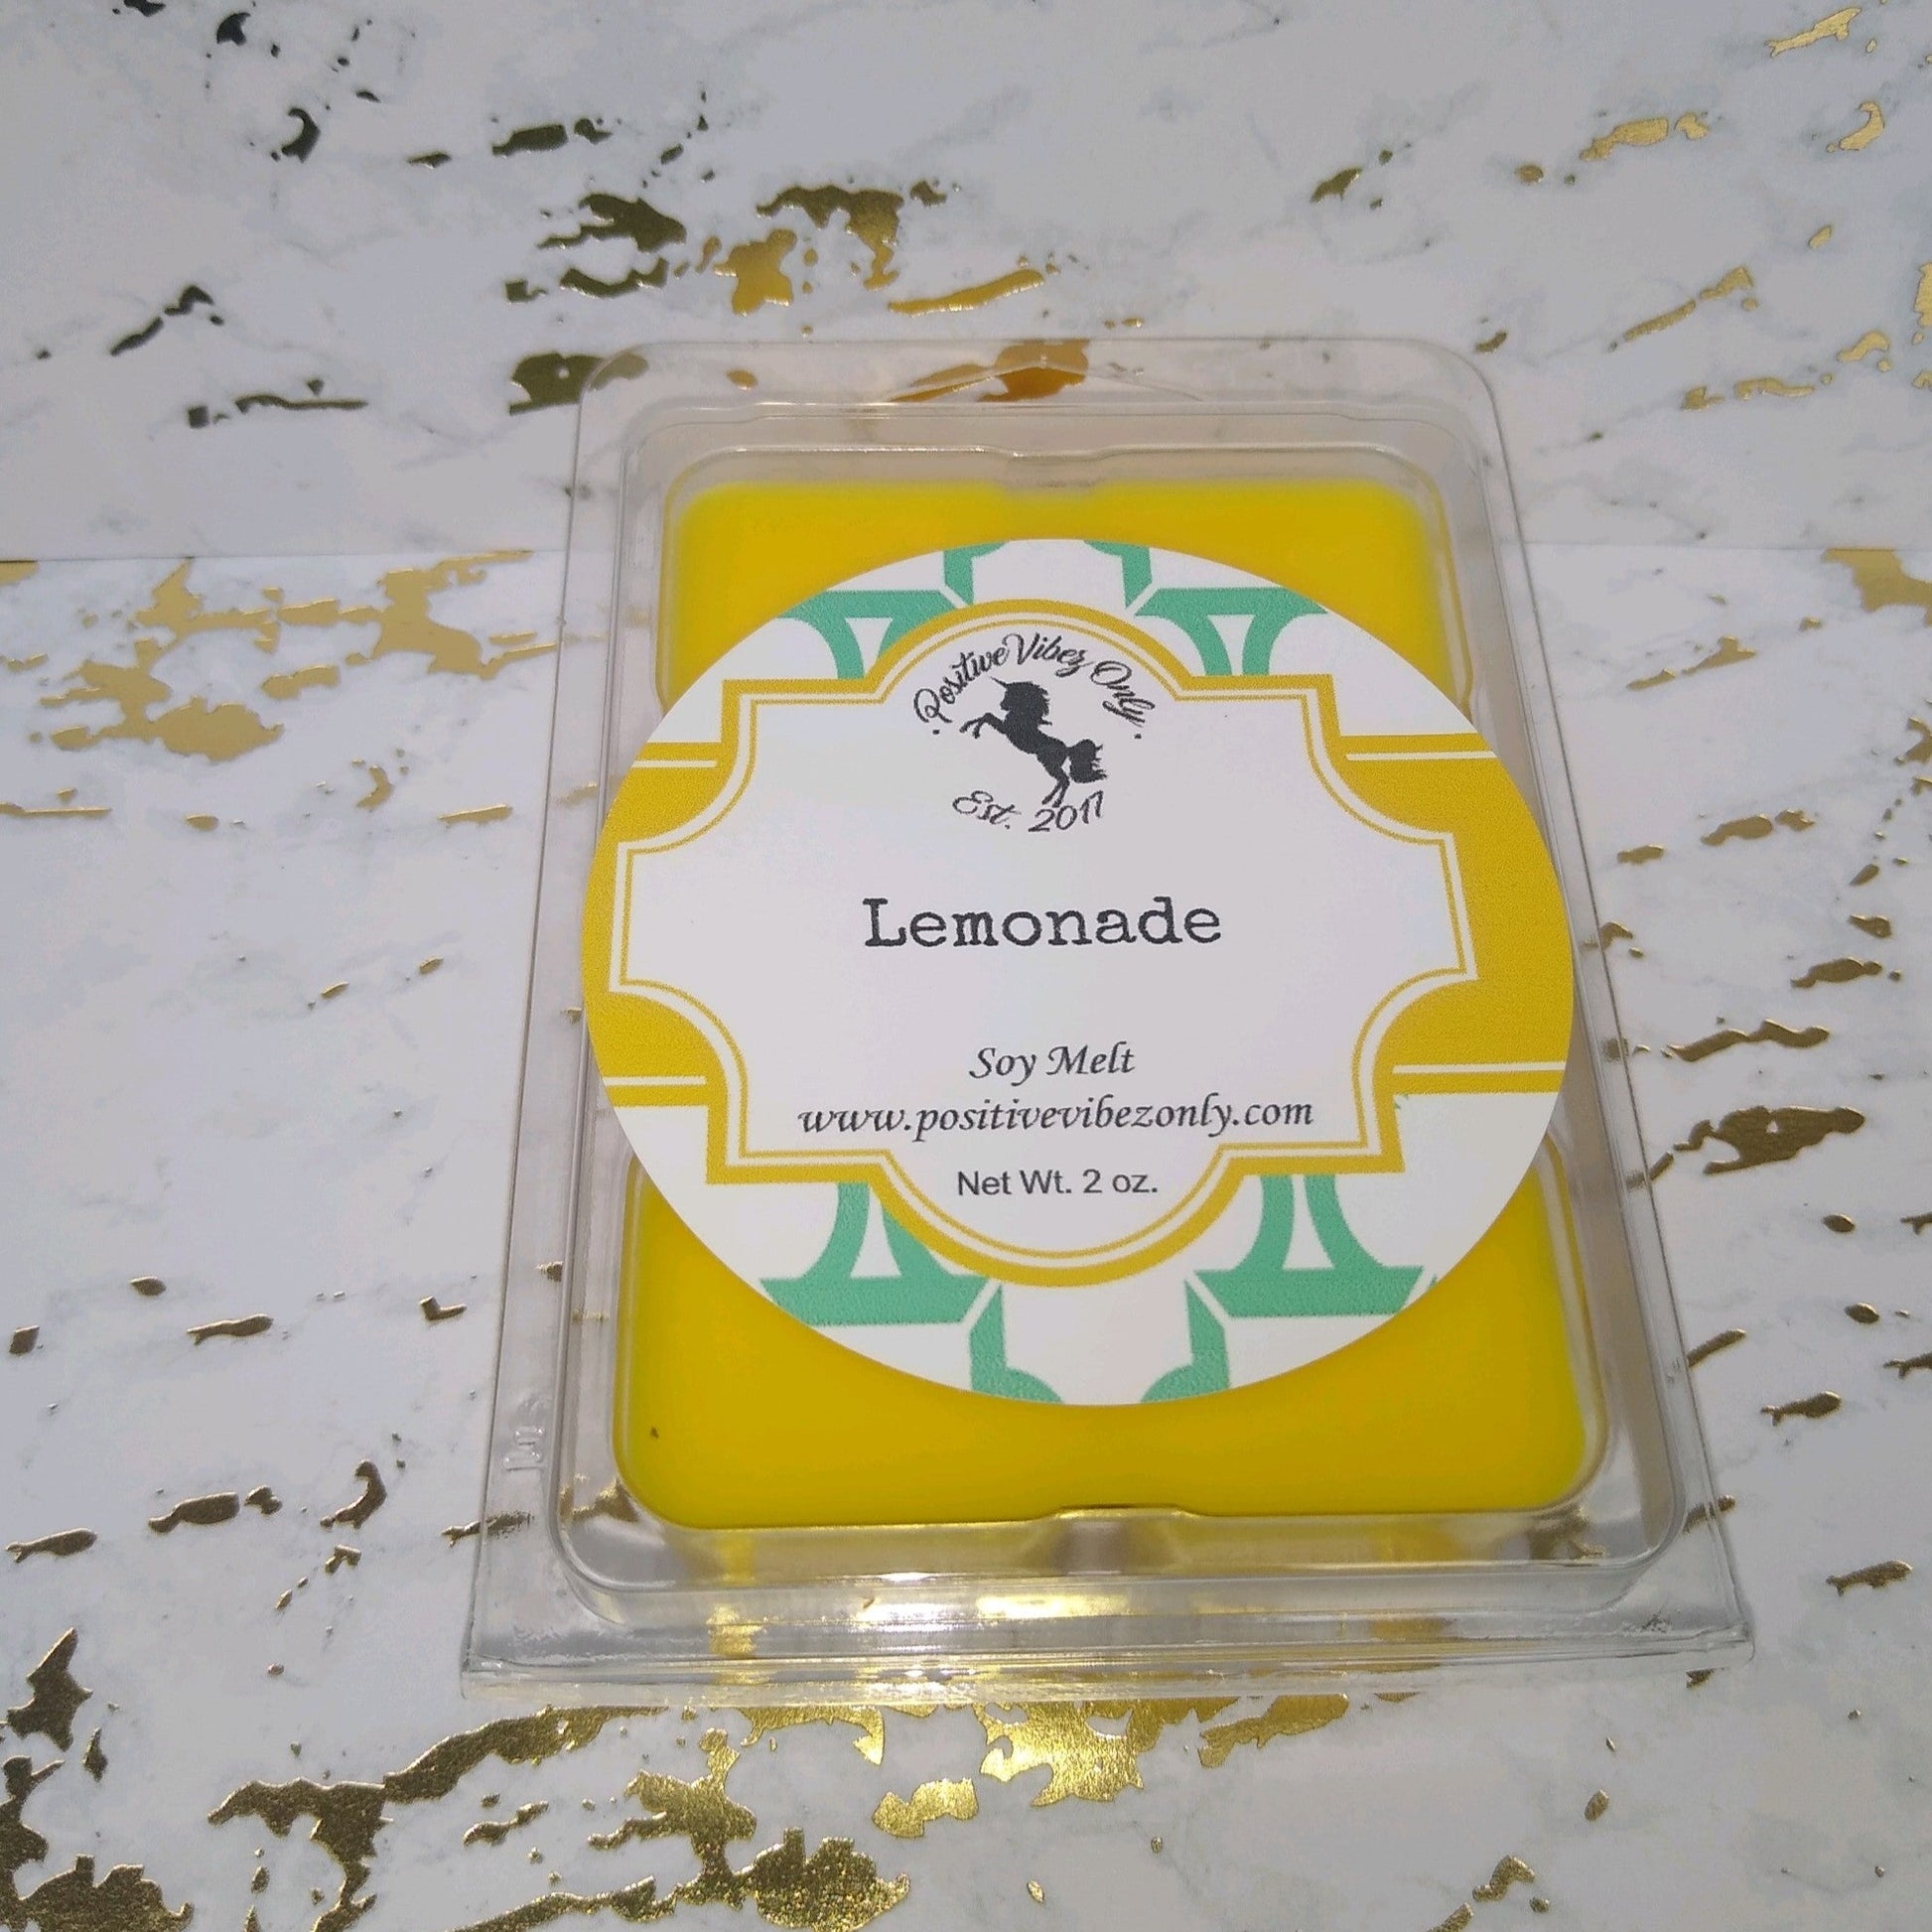 Positive Vibez Only
Est. 2017
Lemonade
Soy Melt
www.positivevibezonly.com
Net Wt. 2 oz.